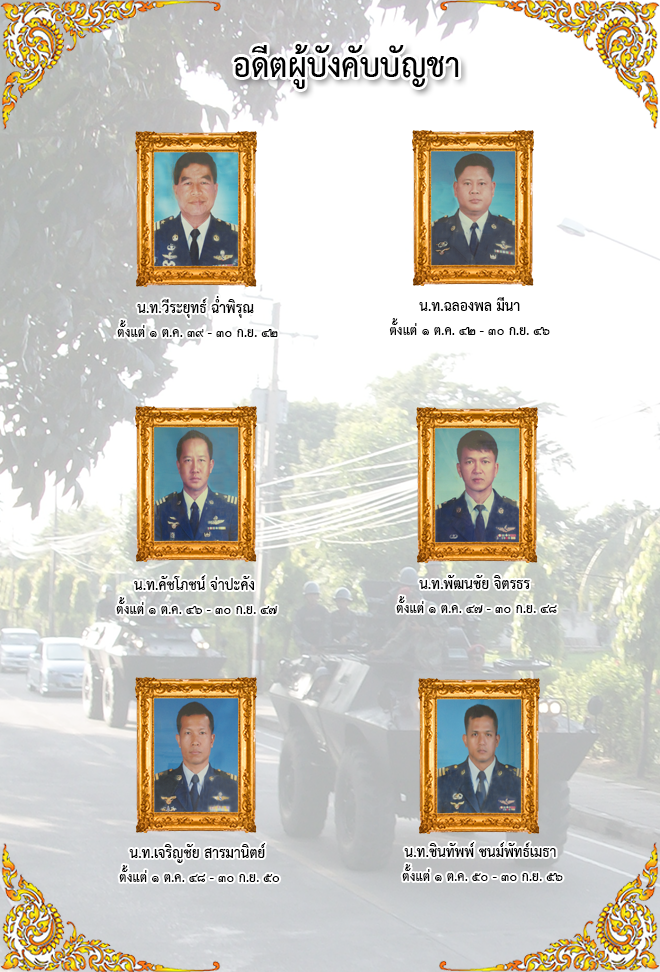 อดีตผู้บังคับบัญชา
น.ท.วีระยุทธ์ ฉ่ำพิรุณ
ตั้งแต่ ๑ ต.ค. ๓๙ - ๓๐ ก.ย. ๔๒
น.ท.ฉลองพล มีนา
ตั้งแต่ ๑ ต.ค. ๔๒ - ๓๐ ก.ย. ๔๖
น.ท.คัชโภชน์ จ่าปะคัง
ตั้งแต่ ๑ ต.ค. ๔๖ - ๓๐ ก.ย. ๔๗
น.ท.พัฒนชัย จิตรธร
ตั้งแต่ ๑ ต.ค. ๔๗ - ๓๐ ก.ย. ๔๘
น.ท.เจริญชัย สารมานิตย์
ตั้งแต่ ๑ ต.ค. ๔๘ - ๓๐ ก.ย. ๕๐
น.ท.ชินทัพพ์ ชนม์พัทธ์เมธา
ตั้งแต่ ๑ ต.ค. ๕๐ - ๓๐ ก.ย. ๕๖